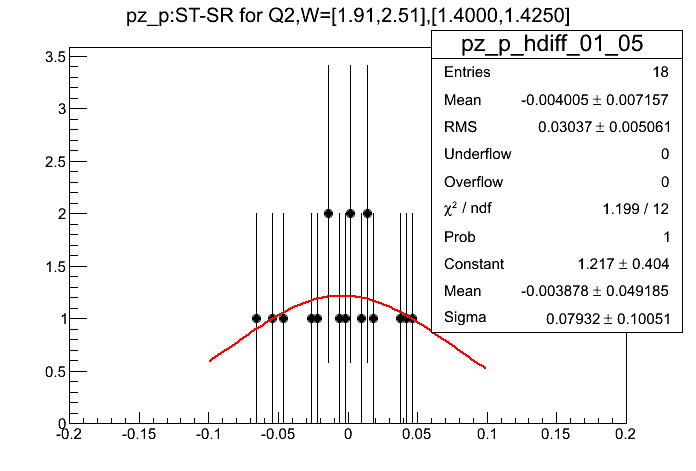 pz_p:ST-SR for Q2,W=[1.91,2.51],[1.4000,1.4250]
pz_p_hdiff_01_05
Entries 18
Mean -0.004005 ± 0.007157
RMS 0.03037 ± 0.005061
Underflow 0
Overflow 0
χ² / ndf 1.199 / 12
Prob 1
Constant 1.217 ± 0.404
Mean -0.003878 ± 0.049185
Sigma 0.07932 ± 0.10051
3.5
3
2.5
2
1.5
1
0.5
0
-0.2 -0.15 -0.1 -0.05 0 0.05 0.1 0.15 0.2